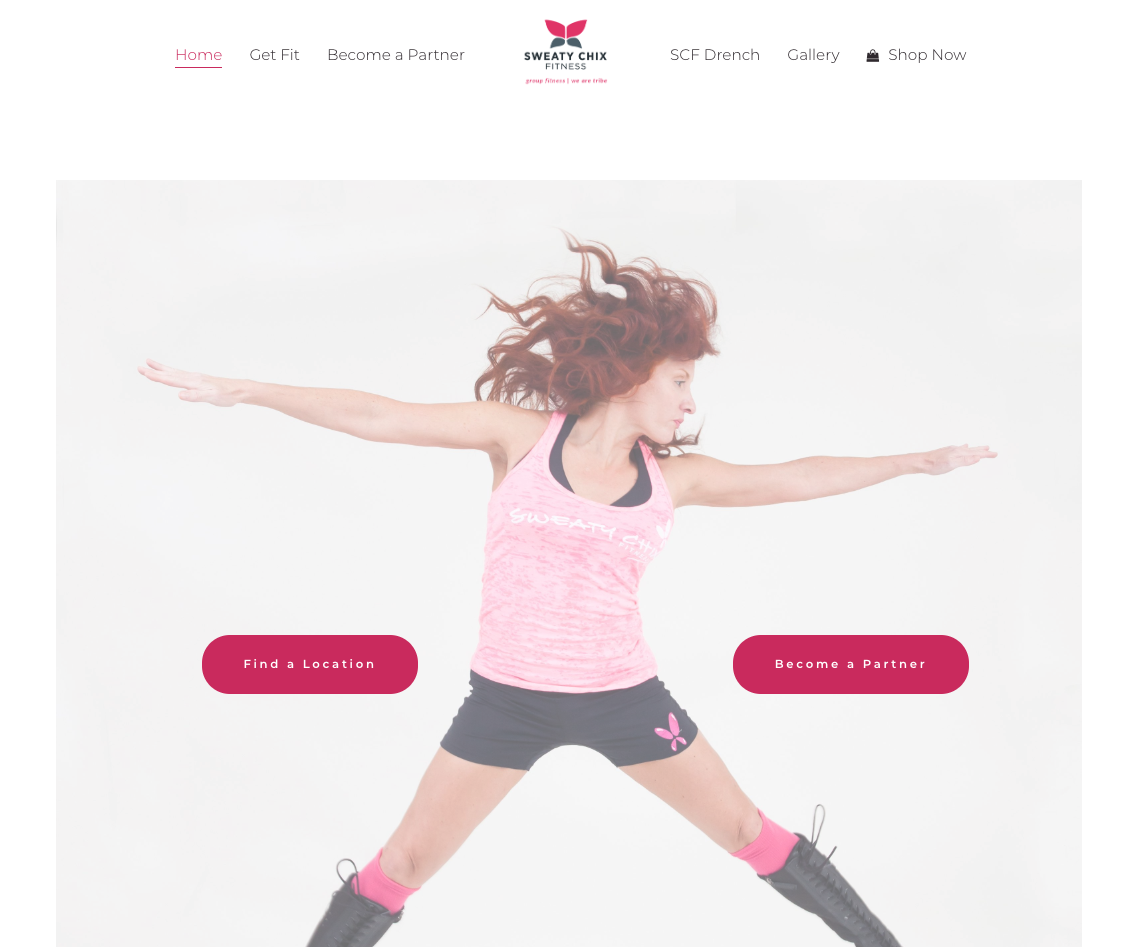 Home
Get Fit
Become a Partner
SWEATY CHIX
FITNESS
group fitness | we are tribe
SCF Drench
Gallery
Shop Now
SWEATY CH
Find a Location
Become a Partner